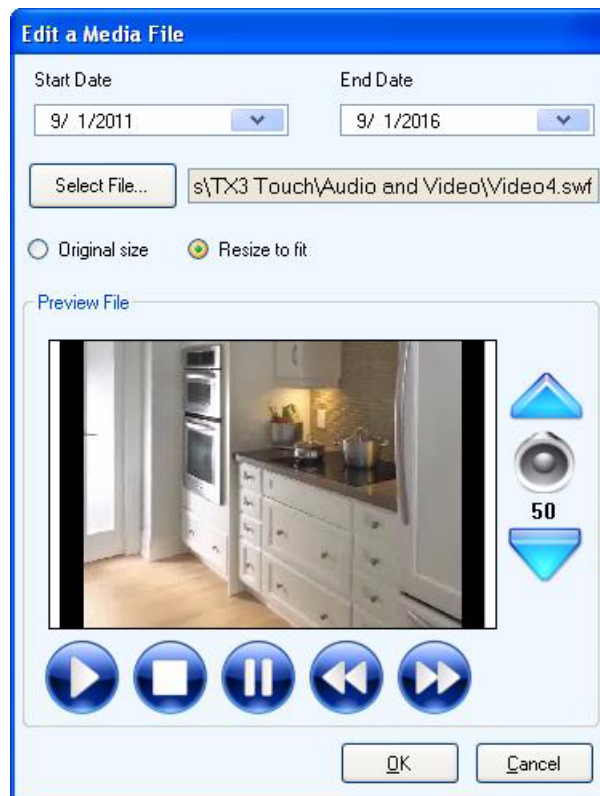 Edit a Media File
Start Date
End Date
9/ 1/2011
9/ 1/2016
Select File...
s\TX3 Touch\Audio and Video\Video4.swf
Original size
Resize to fit
Preview File
50
OK
Cancel